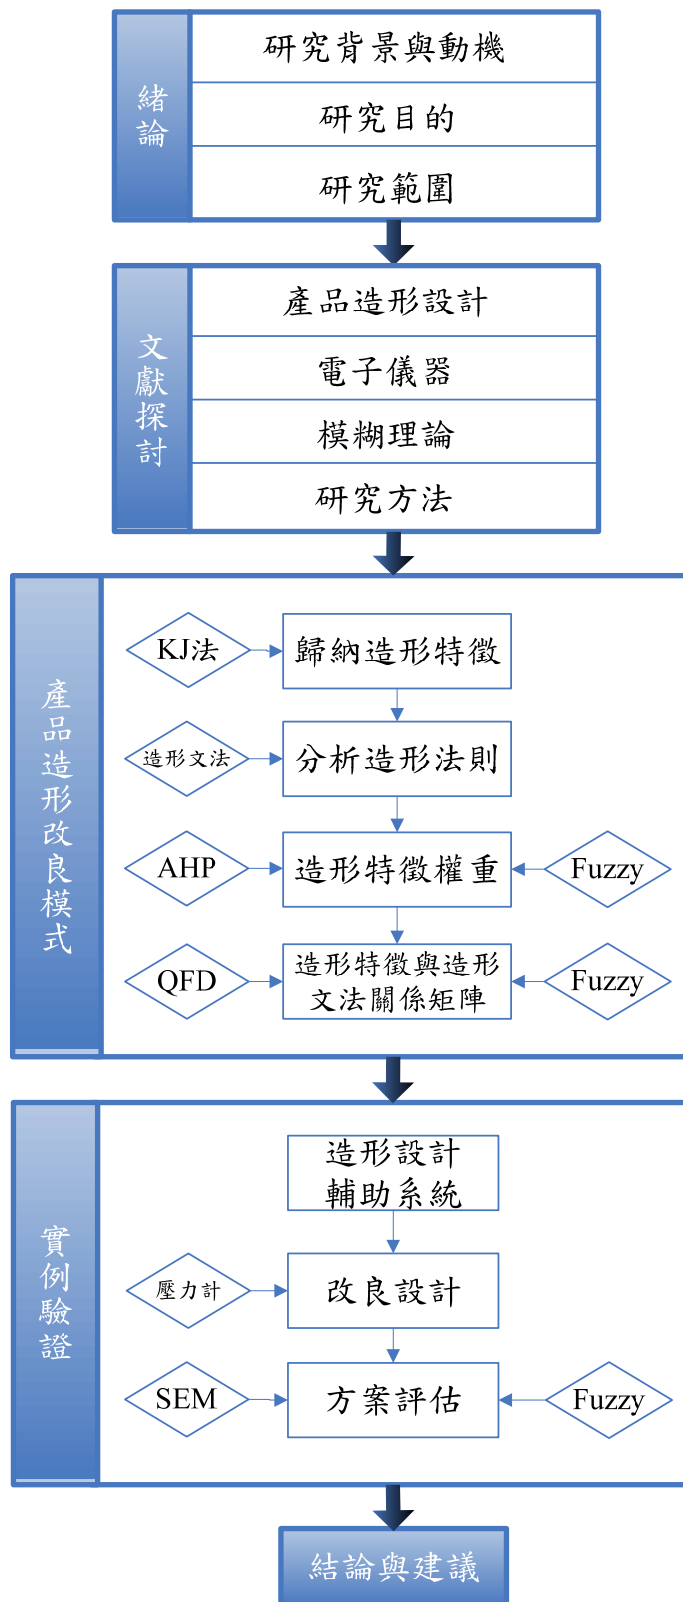 緒論
研究背景與動機
研究目的
研究範圍
文獻探討
產品造形設計
電子儀器
模糊理論
研究方法
產品造形改良模式
KJ法
歸納造形特徵
造形文法
分析造形法則
AHP
造形特徵權重
Fuzzy
QFD
造形特徵與造形
文法關係矩陣
Fuzzy
實例驗證
造形設計
輔助系統
壓力計
改良設計
SEM
方案評估
Fuzzy
結論與建議